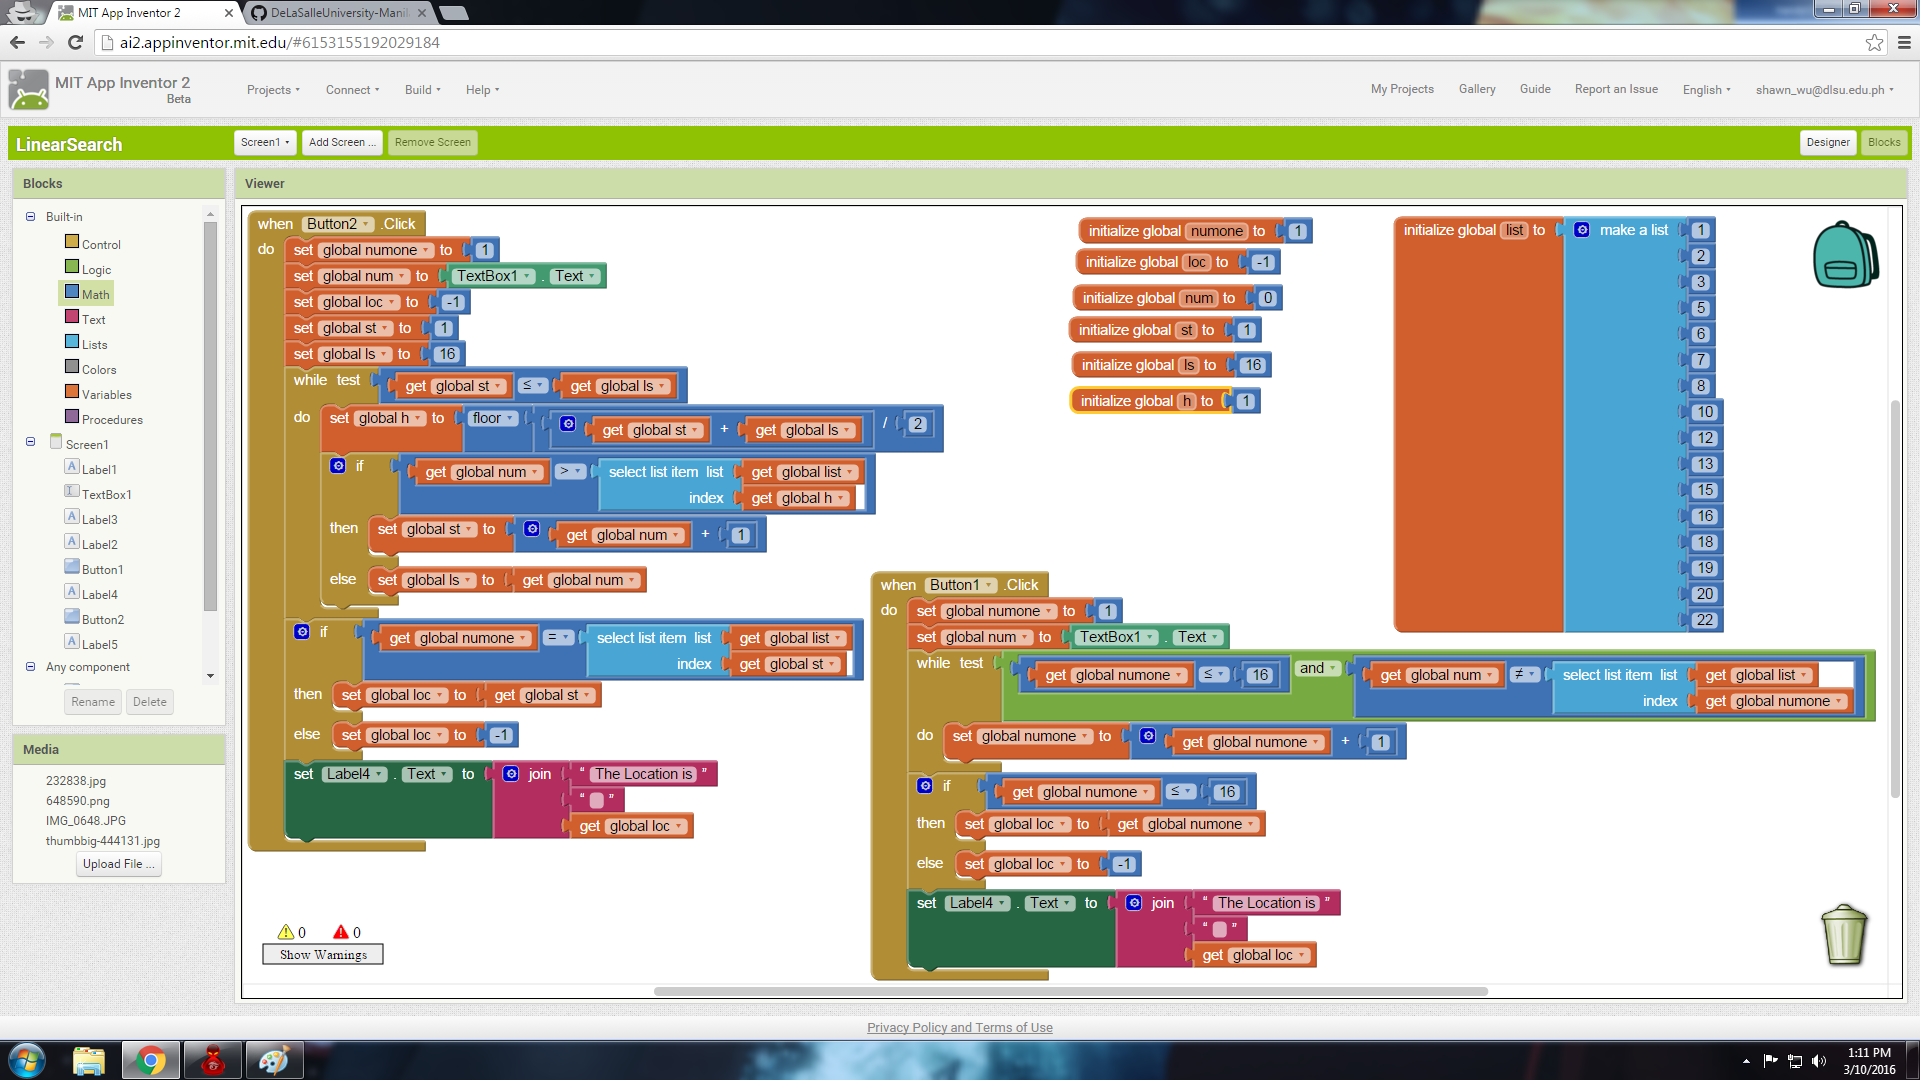 MIT App Inventor 2
DeLaSalleUniversity-Manil
ai2.appinventor.mit.edu/#6153155192029184
MIT App Inventor 2
Beta
Projects
Connect
Build
Help
My Projects
Gallery
Guide
Report an Issue
English
shawn_wu@dlsu.edu.ph
LinearSearch
Screen1
Add Screen ...
Remove Screen
Designer
Blocks
Blocks
Built-in
Control
Logic
Math
Text
Lists
Colors
Variables
Procedures
Screen1
Label1
TextBox1
Label3
Label2
Button1
Label4
Button2
Label5
Any component
Rename
Delete
Media
232838.jpg
648590.png
IMG_0648.JPG
thumbbig-444131.jpg
Upload File ...
Viewer
when Button2 .Click
do set global numone to 1
set global num to TextBox1 . Text
set global loc to -1
set global st to 1
set global ls to 16
while test get global st ≤ get global ls
do set global h to floor get global st + get global ls / 2
if get global num > select list item list get global list
index get global h
then set global st to get global num + 1
else set global ls to get global num
if get global numone = select list item list get global list
index get global st
then set global loc to get global st
else set global loc to -1
set Label4 . Text to join " The Location is "
" "
get global loc
initialize global numone to 1
initialize global loc to -1
initialize global num to 0
initialize global st to 1
initialize global ls to 16
initialize global h to 1
initialize global list to make a list 1
2
3
5
6
7
8
10
12
13
15
16
18
19
20
22
when Button1 .Click
do set global numone to 1
set global num to TextBox1 . Text
while test get global numone ≤ 16 and get global num ≠ select list item list get global list
index get global numone
do set global numone to get global numone + 1
if get global numone ≤ 16
then set global loc to get global numone
else set global loc to -1
set Label4 . Text to join " The Location is "
" "
get global loc
0 0
Show Warnings
Privacy Policy and Terms of Use
1:11 PM
3/10/2016